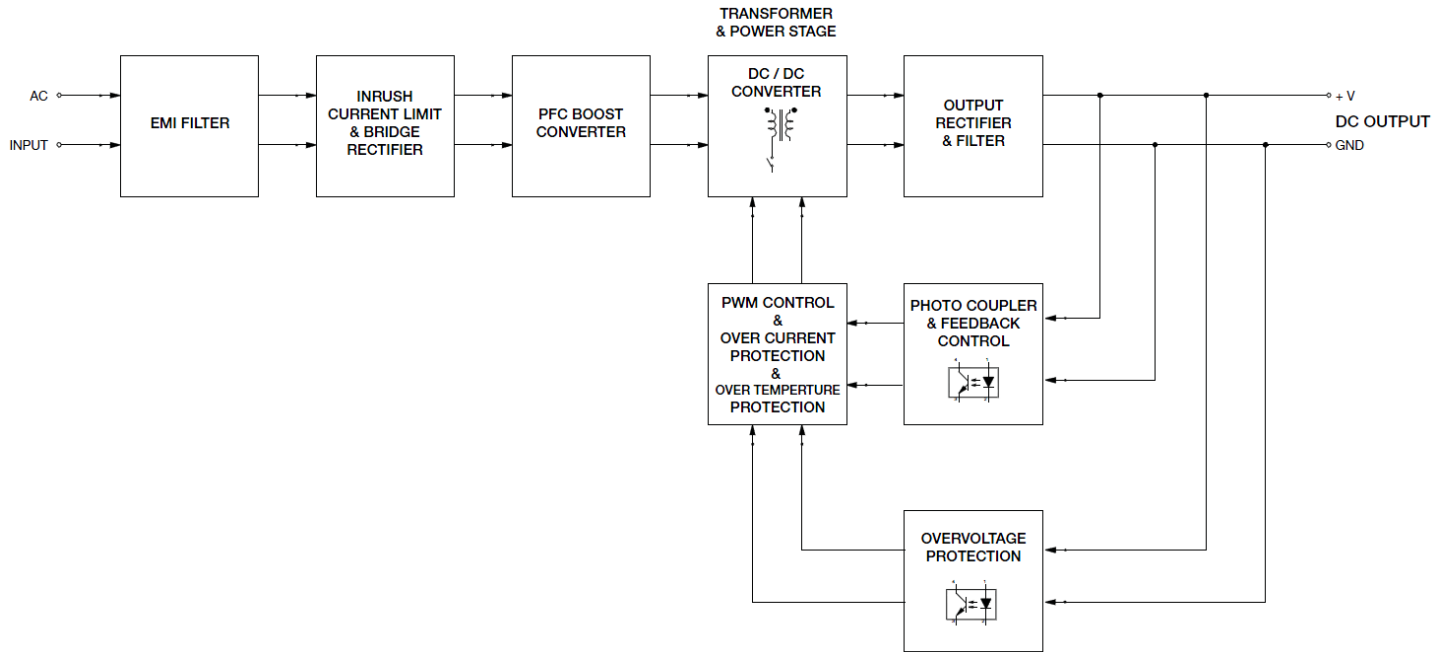 TRANSFORMER
& POWER STAGE
AC
INPUT
EMI FILTER
INRUSH
CURRENT LIMIT
& BRIDGE
RECTIFIER
PFC BOOST
CONVERTER
DC / DC
CONVERTER
OUTPUT
RECTIFIER
& FILTER
+ V
DC OUTPUT
GND
PWM CONTROL
&
OVER CURRENT
PROTECTION
&
OVER TEMPERTURE
PROTECTION
PHOTO COUPLER
& FEEDBACK
CONTROL
OVERVOLTAGE
PROTECTION